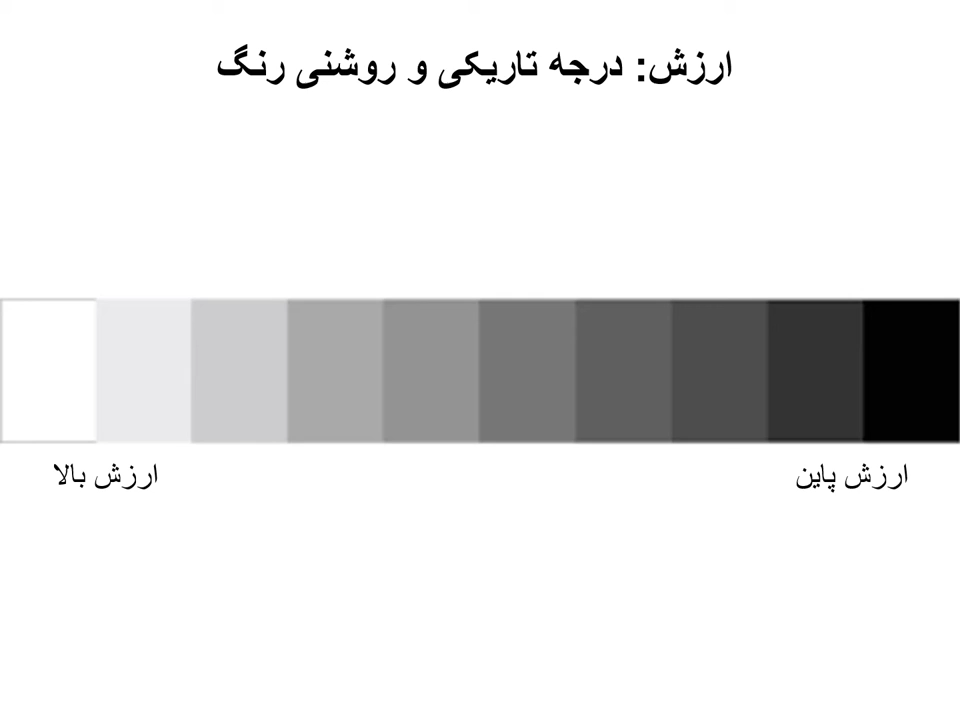 ارزش: درجه تاریکی و روشنی رنگ
ارزش پاین
ارزش بالا